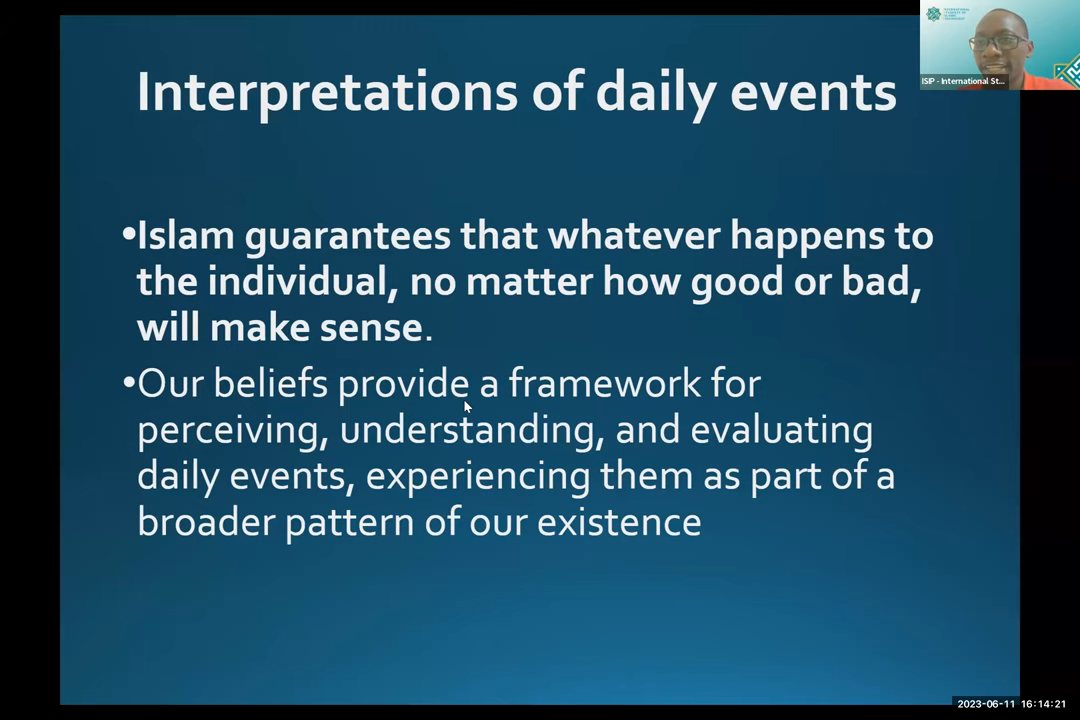 Interpretations of daily events
ISIP - International St...
•Islam guarantees that whatever happens to
the individual, no matter how good or bad,
will make sense.
•Our beliefs provide a framework for
perceiving, understanding, and evaluating
daily events, experiencing them as part of a
broader pattern of our existence
2023-06-11 16:14:21